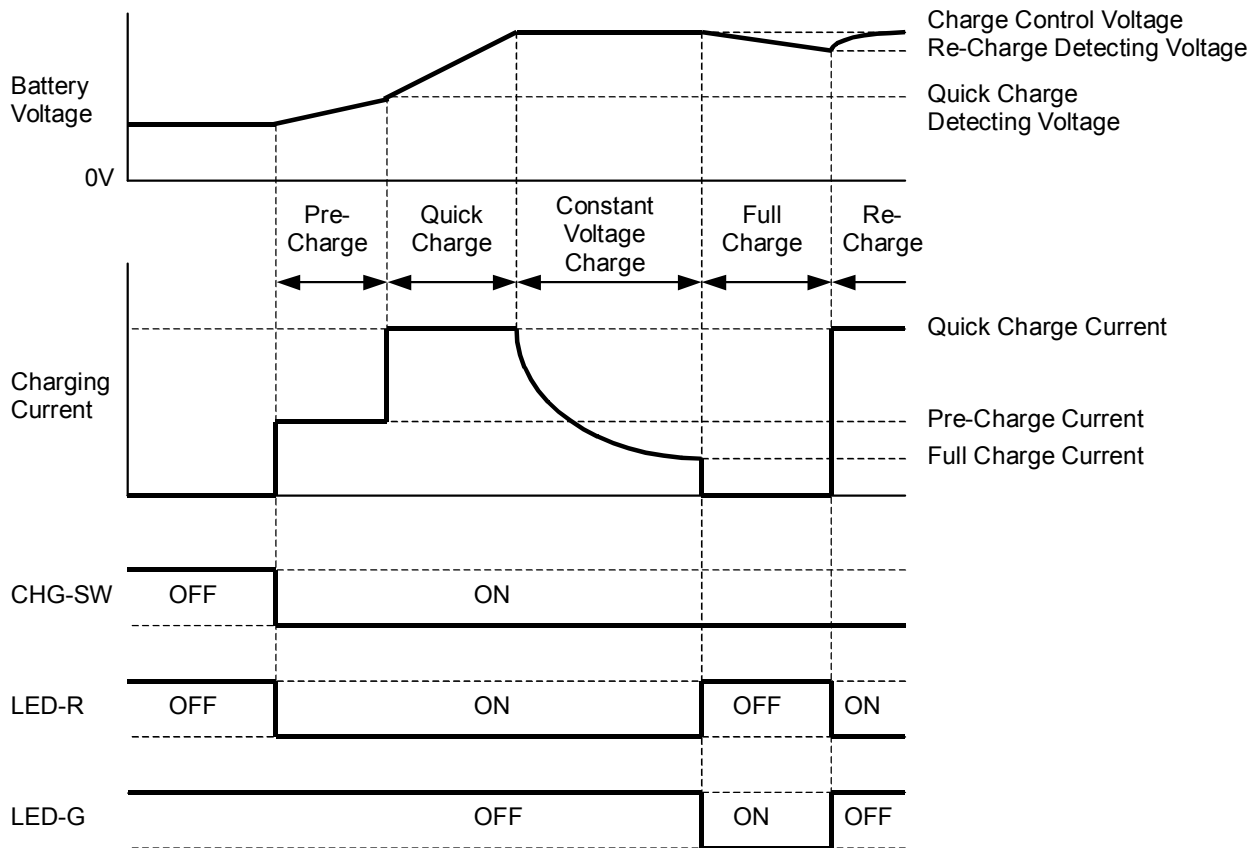 Charge Control Voltage
Re-Charge Detecting Voltage
Battery
Voltage
Quick Charge
Detecting Voltage
0V
Pre-
Charge
Quick
Charge
Constant
Voltage
Charge
Full
Charge
Re-
Charge
Quick Charge Current
Charging
Current
Pre-Charge Current
Full Charge Current
CHG-SW OFF ON
LED-R OFF ON OFF ON
LED-G OFF ON OFF